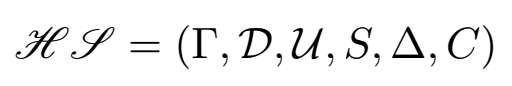 ℋ𝒮 = (Γ, 𝒟, 𝒰, S, Δ, C)